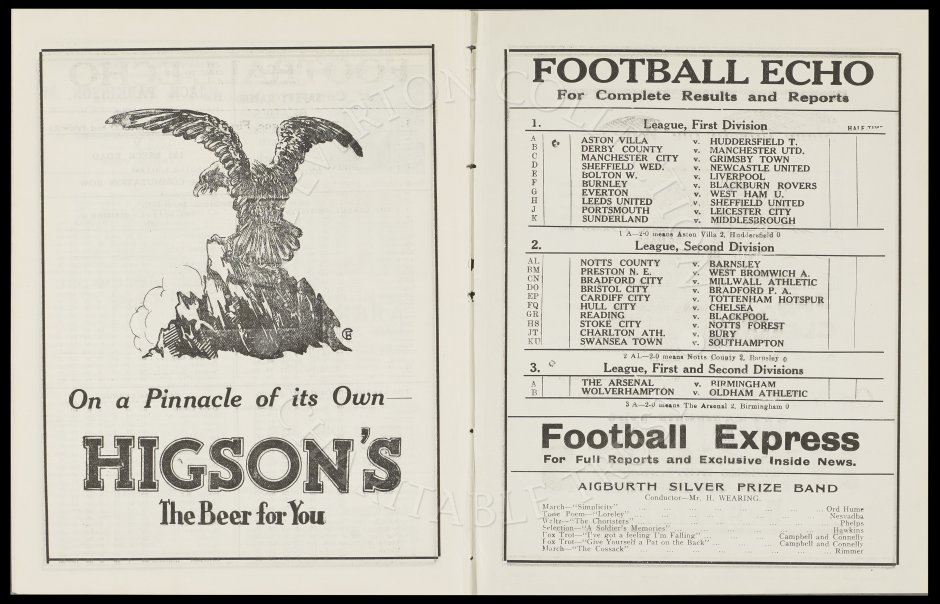 On a Pinnacle of its Own
HIGSON'S
The Beer for You
FOOTBALL ECHO
For Complete Results and Reports
1. League, First Division HALF TIME
A ASTON VILLA v. HUDDERSFIELD T.
B DERBY COUNTY v. MANCHESTER UTD.
C MANCHESTER CITY v. GRIMSBY TOWN
D SHEFFIELD WED. v. NEWCASTLE UNITED
E BOLTON W. v. LIVERPOOL
F BURNLEY v. BLACKBURN ROVERS
G EVERTON v. WEST HAM U.
H LEEDS UNITED v. SHEFFIELD UNITED
J PORTSMOUTH v. LEICESTER CITY
K SUNDERLAND v. MIDDLESBROUGH
1 A—2-0 means Aston Villa 2, Huddersfield 0
2. League, Second Division
AL NOTTS COUNTY v. BARNSLEY
BM PRESTON N. E. v. WEST BROMWICH A.
CN BRADFORD CITY v. MILLWALL ATHLETIC
DO BRISTOL CITY v. BRADFORD P. A.
EP CARDIFF CITY v. TOTTENHAM HOTSPUR
FQ HULL CITY v. CHELSEA
GR READING v. BLACKPOOL
HS STOKE CITY v. NOTTS FOREST
JT CHARLTON ATH. v. BURY
KU SWANSEA TOWN v. SOUTHAMPTON
2 AL—2-0 means Notts County 2, Barnsley 0
3. League, First and Second Divisions
A THE ARSENAL v. BIRMINGHAM
B WOLVERHAMPTON v. OLDHAM ATHLETIC
3 A—2-0 means The Arsenal 2, Birmingham 0
Football Express
For Full Reports and Exclusive Inside News.
AIGBURTH SILVER PRIZE BAND
Conductor—Mr. H. WEARING.
March—"Simplicity" Ord Hume
Tone Poem—"Loreley" Nesvadba
Waltz—"The Choristers" Phelps
Selection—"A Soldier's Memories" Hawkins
Fox Trot—"I've got a feeling I'm Falling" Campbell and Connelly
Fox Trot—"Give Yourself a Pat on the Back" Campbell and Connelly
March—"The Cossack" Rimmer